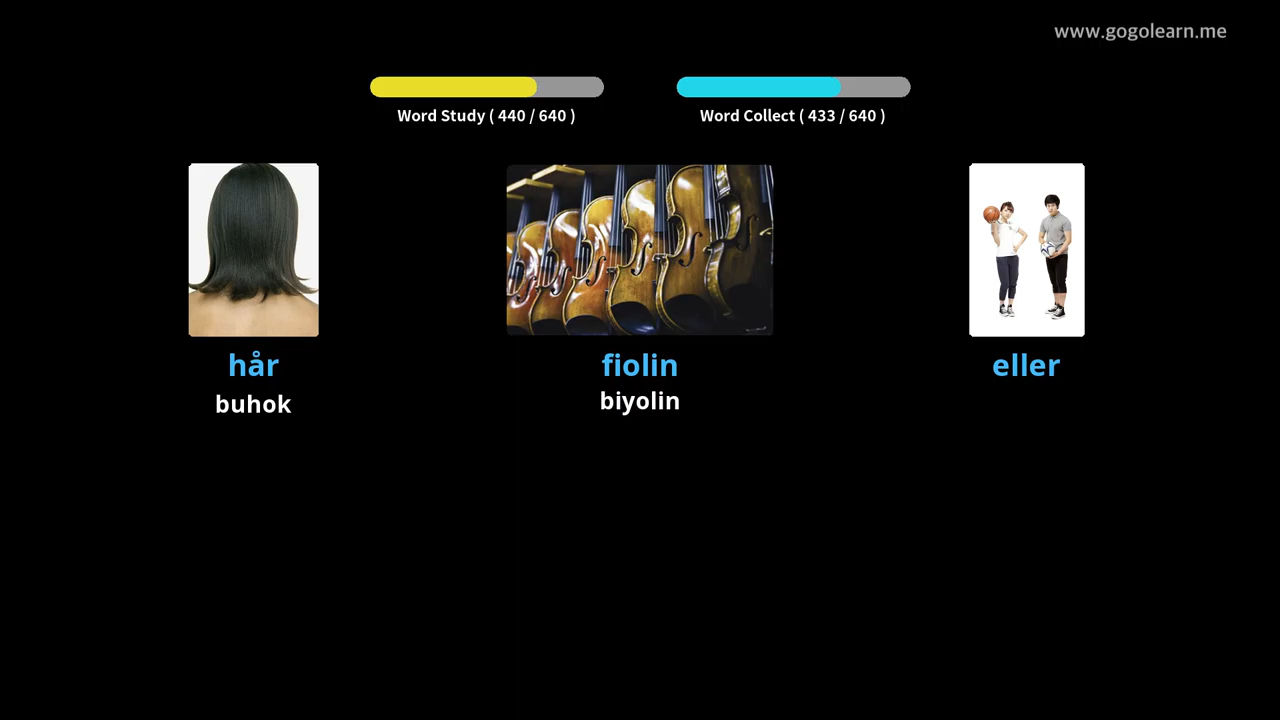 www.gogolearn.me
Word Study ( 440 / 640 )
Word Collect ( 433 / 640 )
hår
fiolin
eller
buhok
biyolin